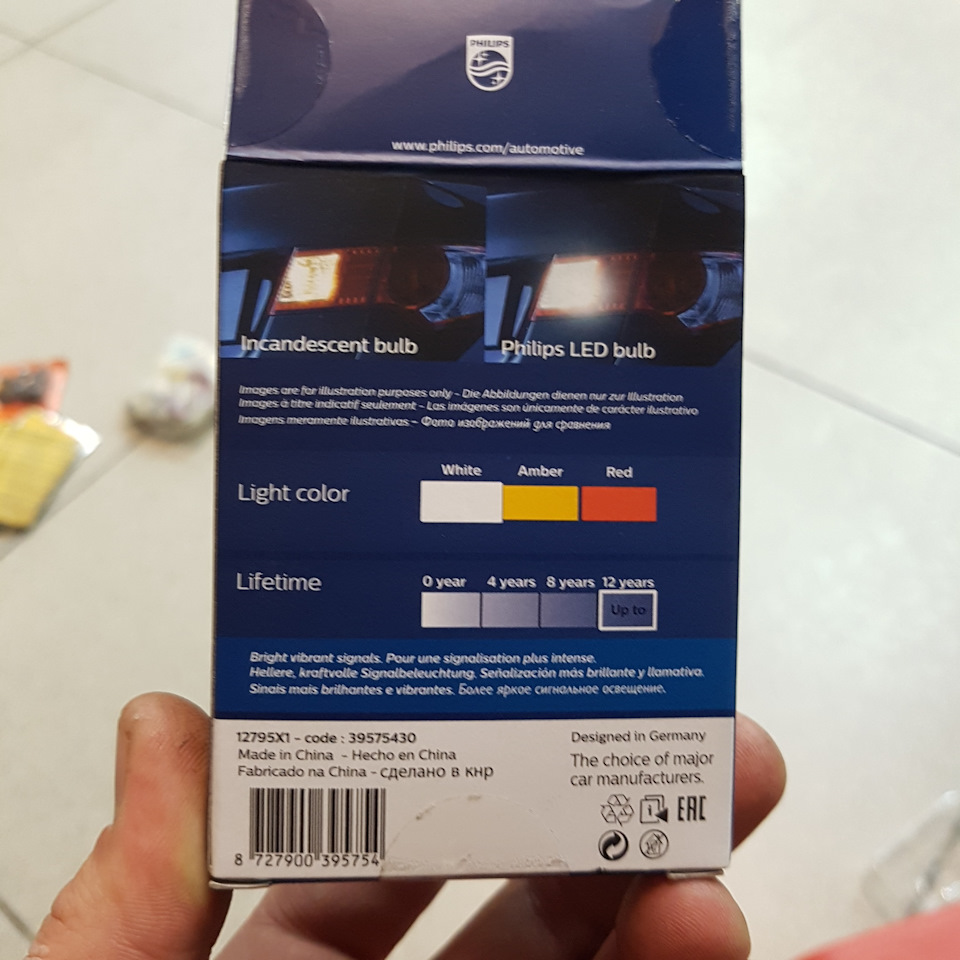 PHILIPS
www.philips.com/automotive
Incandescent bulb
Philips LED bulb
Images are for illustration purposes only - Die Abbildungen dienen nur zur Illustration
Images à titre indicatif seulement - Las imágenes son únicamente de carácter ilustrativo
Imagens meramente ilustrativas - Фото изображений для сравнения
White Amber Red
Light color
Lifetime
0 year 4 years 8 years 12 years
Up to
Bright vibrant signals. Pour une signalisation plus intense.
Hellere, kraftvolle Signalbeleuchtung. Señalización más brillante y llamativa.
Sinais mais brilhantes e vibrantes. Более яркое сигнальное освещение.
12795X1 - code : 39575430
Made in China - Hecho en China
Fabricado na China - сделано в кнр
Designed in Germany
The choice of major
car manufacturers.
EAC
8 727900 395754